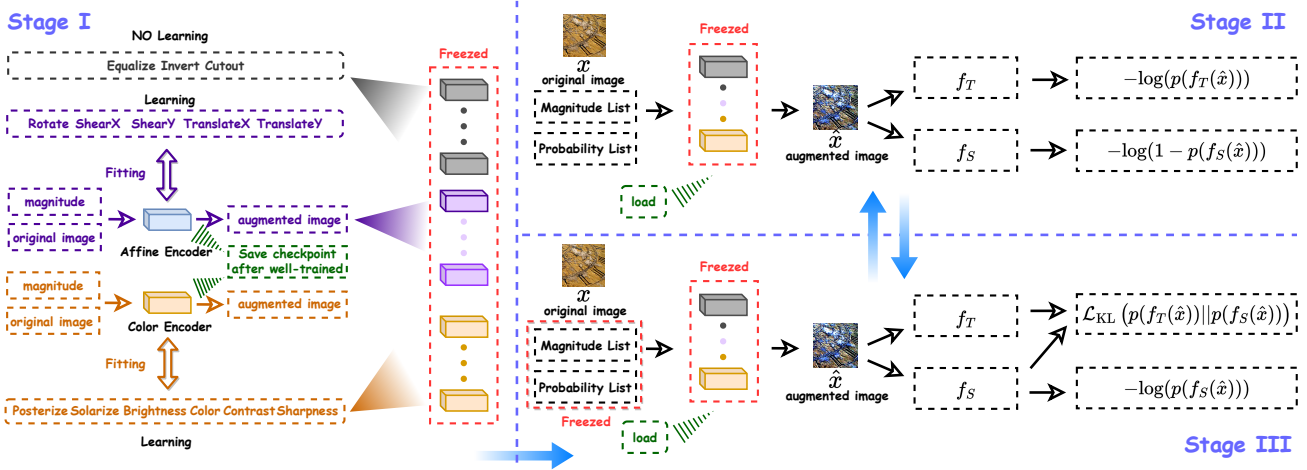 Stage I
NO Learning
Equalize Invert Cutout
Learning
Rotate ShearX ShearY TranslateX TranslateY
Fitting
magnitude
original image
augmented image
Affine Encoder
Save checkpoint
after well-trained
magnitude
original image
augmented image
Color Encoder
Fitting
Posterize Solarize Brightness Color Contrast Sharpness
Learning
Freezed
Stage II
x
original image
Magnitude List
Probability List
Freezed
load
x̂
augmented image
f_T
−log(p(f_T(x̂)))
f_S
−log(1 − p(f_S(x̂)))
x
original image
Magnitude List
Probability List
Freezed
Freezed
load
x̂
augmented image
f_T
ℒ_KL (p(f_T(x̂))||p(f_S(x̂)))
f_S
−log(p(f_S(x̂)))
Stage III